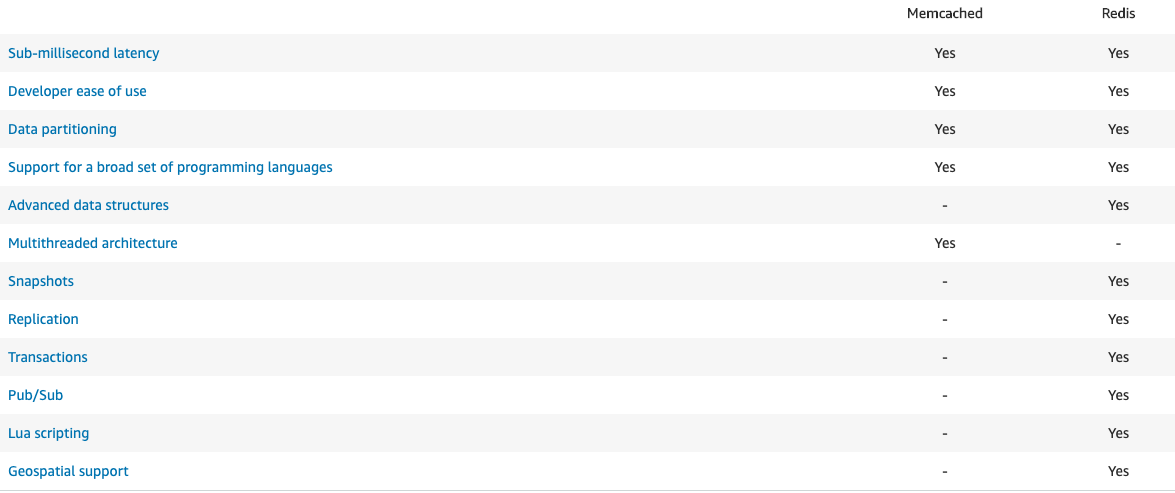 Memcached Redis
Sub-millisecond latency Yes Yes
Developer ease of use Yes Yes
Data partitioning Yes Yes
Support for a broad set of programming languages Yes Yes
Advanced data structures - Yes
Multithreaded architecture Yes -
Snapshots - Yes
Replication - Yes
Transactions - Yes
Pub/Sub - Yes
Lua scripting - Yes
Geospatial support - Yes